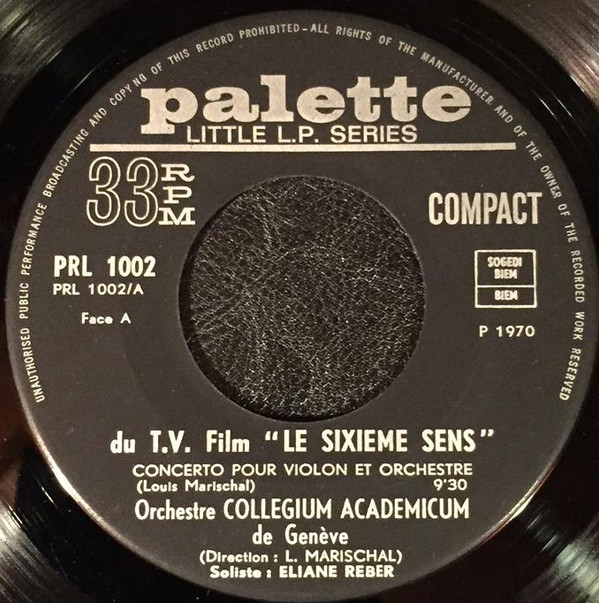 UNAUTHORISED PUBLIC PERFORMANCE BROADCASTING AND COPYNG OF THIS RECORD PROHIBITED-ALL RIGHTS OF THE MANUFACTURER AND OF THE OWNER OF THE RECORDED WORK RESERVED
palette
LITTLE L.P. SERIES
33 RPM
COMPACT
PRL 1002
PRL 1002/A
Face A
SOGEDI
BIEM
BIEM
P 1970
du T.V. Film "LE SIXIEME SENS"
CONCERTO POUR VIOLON ET ORCHESTRE
(Louis Marischal) 9'30
Orchestre COLLEGIUM ACADEMICUM
de Genève
(Direction : L. MARISCHAL)
Soliste : ELIANE REBER